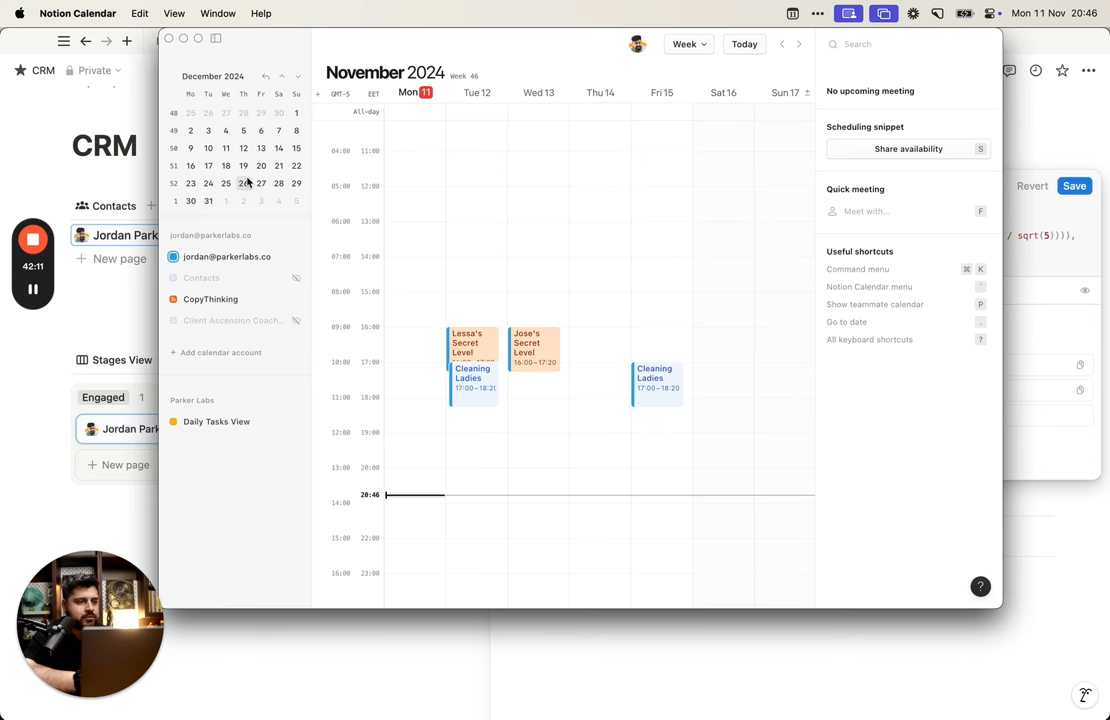 Notion Calendar Edit View Window Help
Mon 11 Nov 20:46
CRM Private
CRM
Contacts
Jordan Park
New page
42:11
Stages View
Engaged 1
Jordan Park
New page
December 2024
Mo Tu We Th Fr Sa Su
48 25 26 27 28 29 30 1
49 2 3 4 5 6 7 8
50 9 10 11 12 13 14 15
51 16 17 18 19 20 21 22
52 23 24 25 26 27 28 29
1 30 31 1 2 3 4 5
jordan@parkerlabs.co
jordan@parkerlabs.co
Contacts
CopyThinking
Client Ascension Coach...
+ Add calendar account
Parker Labs
Daily Tasks View
Week
Today
November 2024 Week 46
+ GMT-5 EET Mon 11 Tue 12 Wed 13 Thu 14 Fri 15 Sat 16 Sun 17
All-day
04:00 11:00
05:00 12:00
06:00 13:00
07:00 14:00
08:00 15:00
09:00 16:00
10:00 17:00
11:00 18:00
12:00 19:00
13:00 20:00
20:46
14:00
15:00 22:00
16:00 23:00
Lessa's
Secret
Level
Cleaning
Ladies
17:00–18:20
Jose's
Secret
Level
16:00–17:20
Cleaning
Ladies
17:00–18:20
Search
No upcoming meeting
Scheduling snippet
Share availability S
Quick meeting
Meet with... F
Useful shortcuts
Command menu ⌘ K
Notion Calendar menu '
Show teammate calendar P
Go to date .
All keyboard shortcuts ?
?
Revert Save
/ sqrt(5)))),